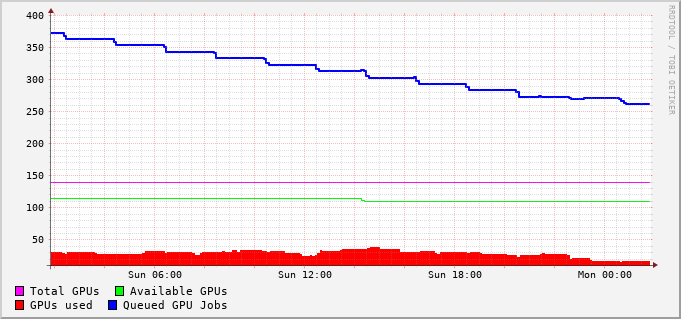 400
350
300
250
200
150
100
50
Sun 06:00 Sun 12:00 Sun 18:00 Mon 00:00
Total GPUs Available GPUs
GPUs used Queued GPU Jobs
RRDTOOL / TOBI OETIKER